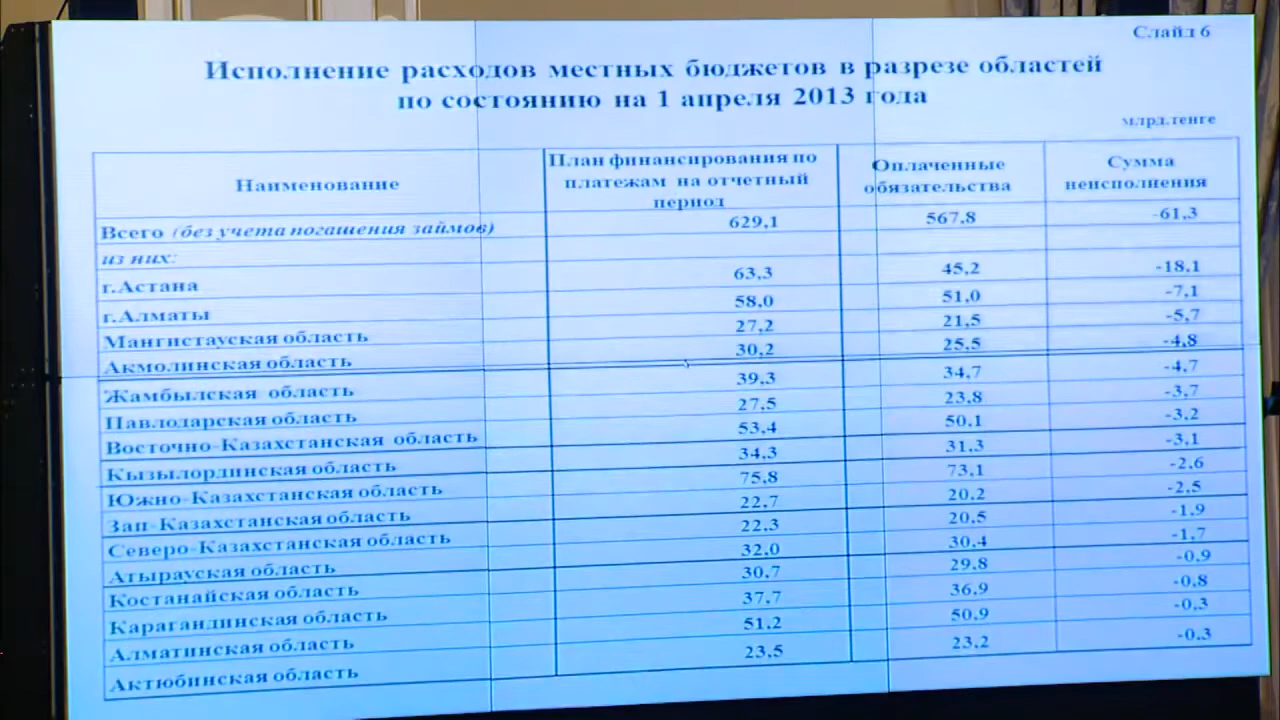 Слайд 6
Исполнение расходов местных бюджетов в разрезе областей
по состоянию на 1 апреля 2013 года
млрд.тенге
Наименование
План финансирования по
платежам на отчетный
период
Оплаченные
обязательства
Сумма
неисполнения
Всего (без учета погашения займов) 629,1 567,8 -61,3
из них:
г.Астана 63,3 45,2 -18,1
г.Алматы 58,0 51,0 -7,1
Мангистауская область 27,2 21,5 -5,7
Акмолинская область 30,2 25,5 -4,8
Жамбылская область 39,3 34,7 -4,7
Павлодарская область 27,5 23,8 -3,7
Восточно-Казахстанская область 53,4 50,1 -3,2
Кызылординская область 34,3 31,3 -3,1
Южно-Казахстанская область 75,8 73,1 -2,6
Зап-Казахстанская область 22,7 20,2 -2,5
Северо-Казахстанская область 22,3 20,5 -1,9
Атырауская область 32,0 30,4 -1,7
Костанайская область 30,7 29,8 -0,9
Карагандинская область 37,7 36,9 -0,8
Алматинская область 51,2 50,9 -0,3
Актюбинская область 23,5 23,2 -0,3